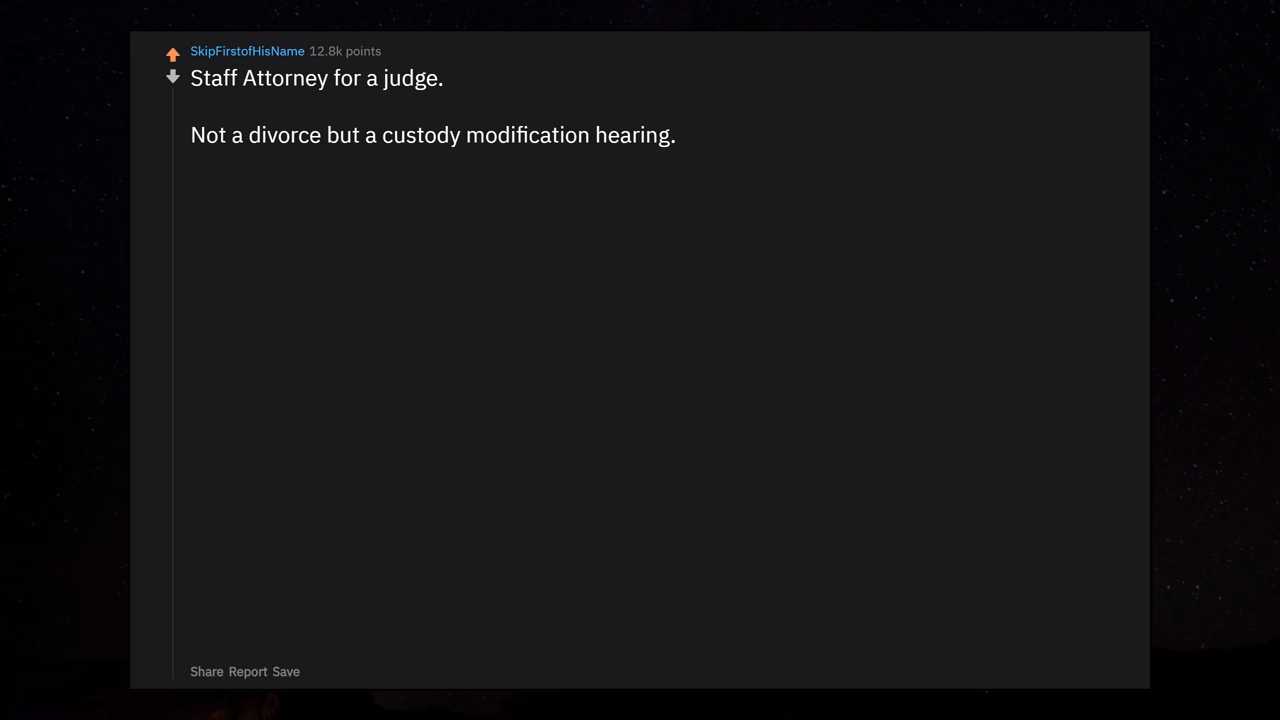 SkipFirstofHisName 12.8k points
Staff Attorney for a judge.
Not a divorce but a custody modification hearing.
Share Report Save